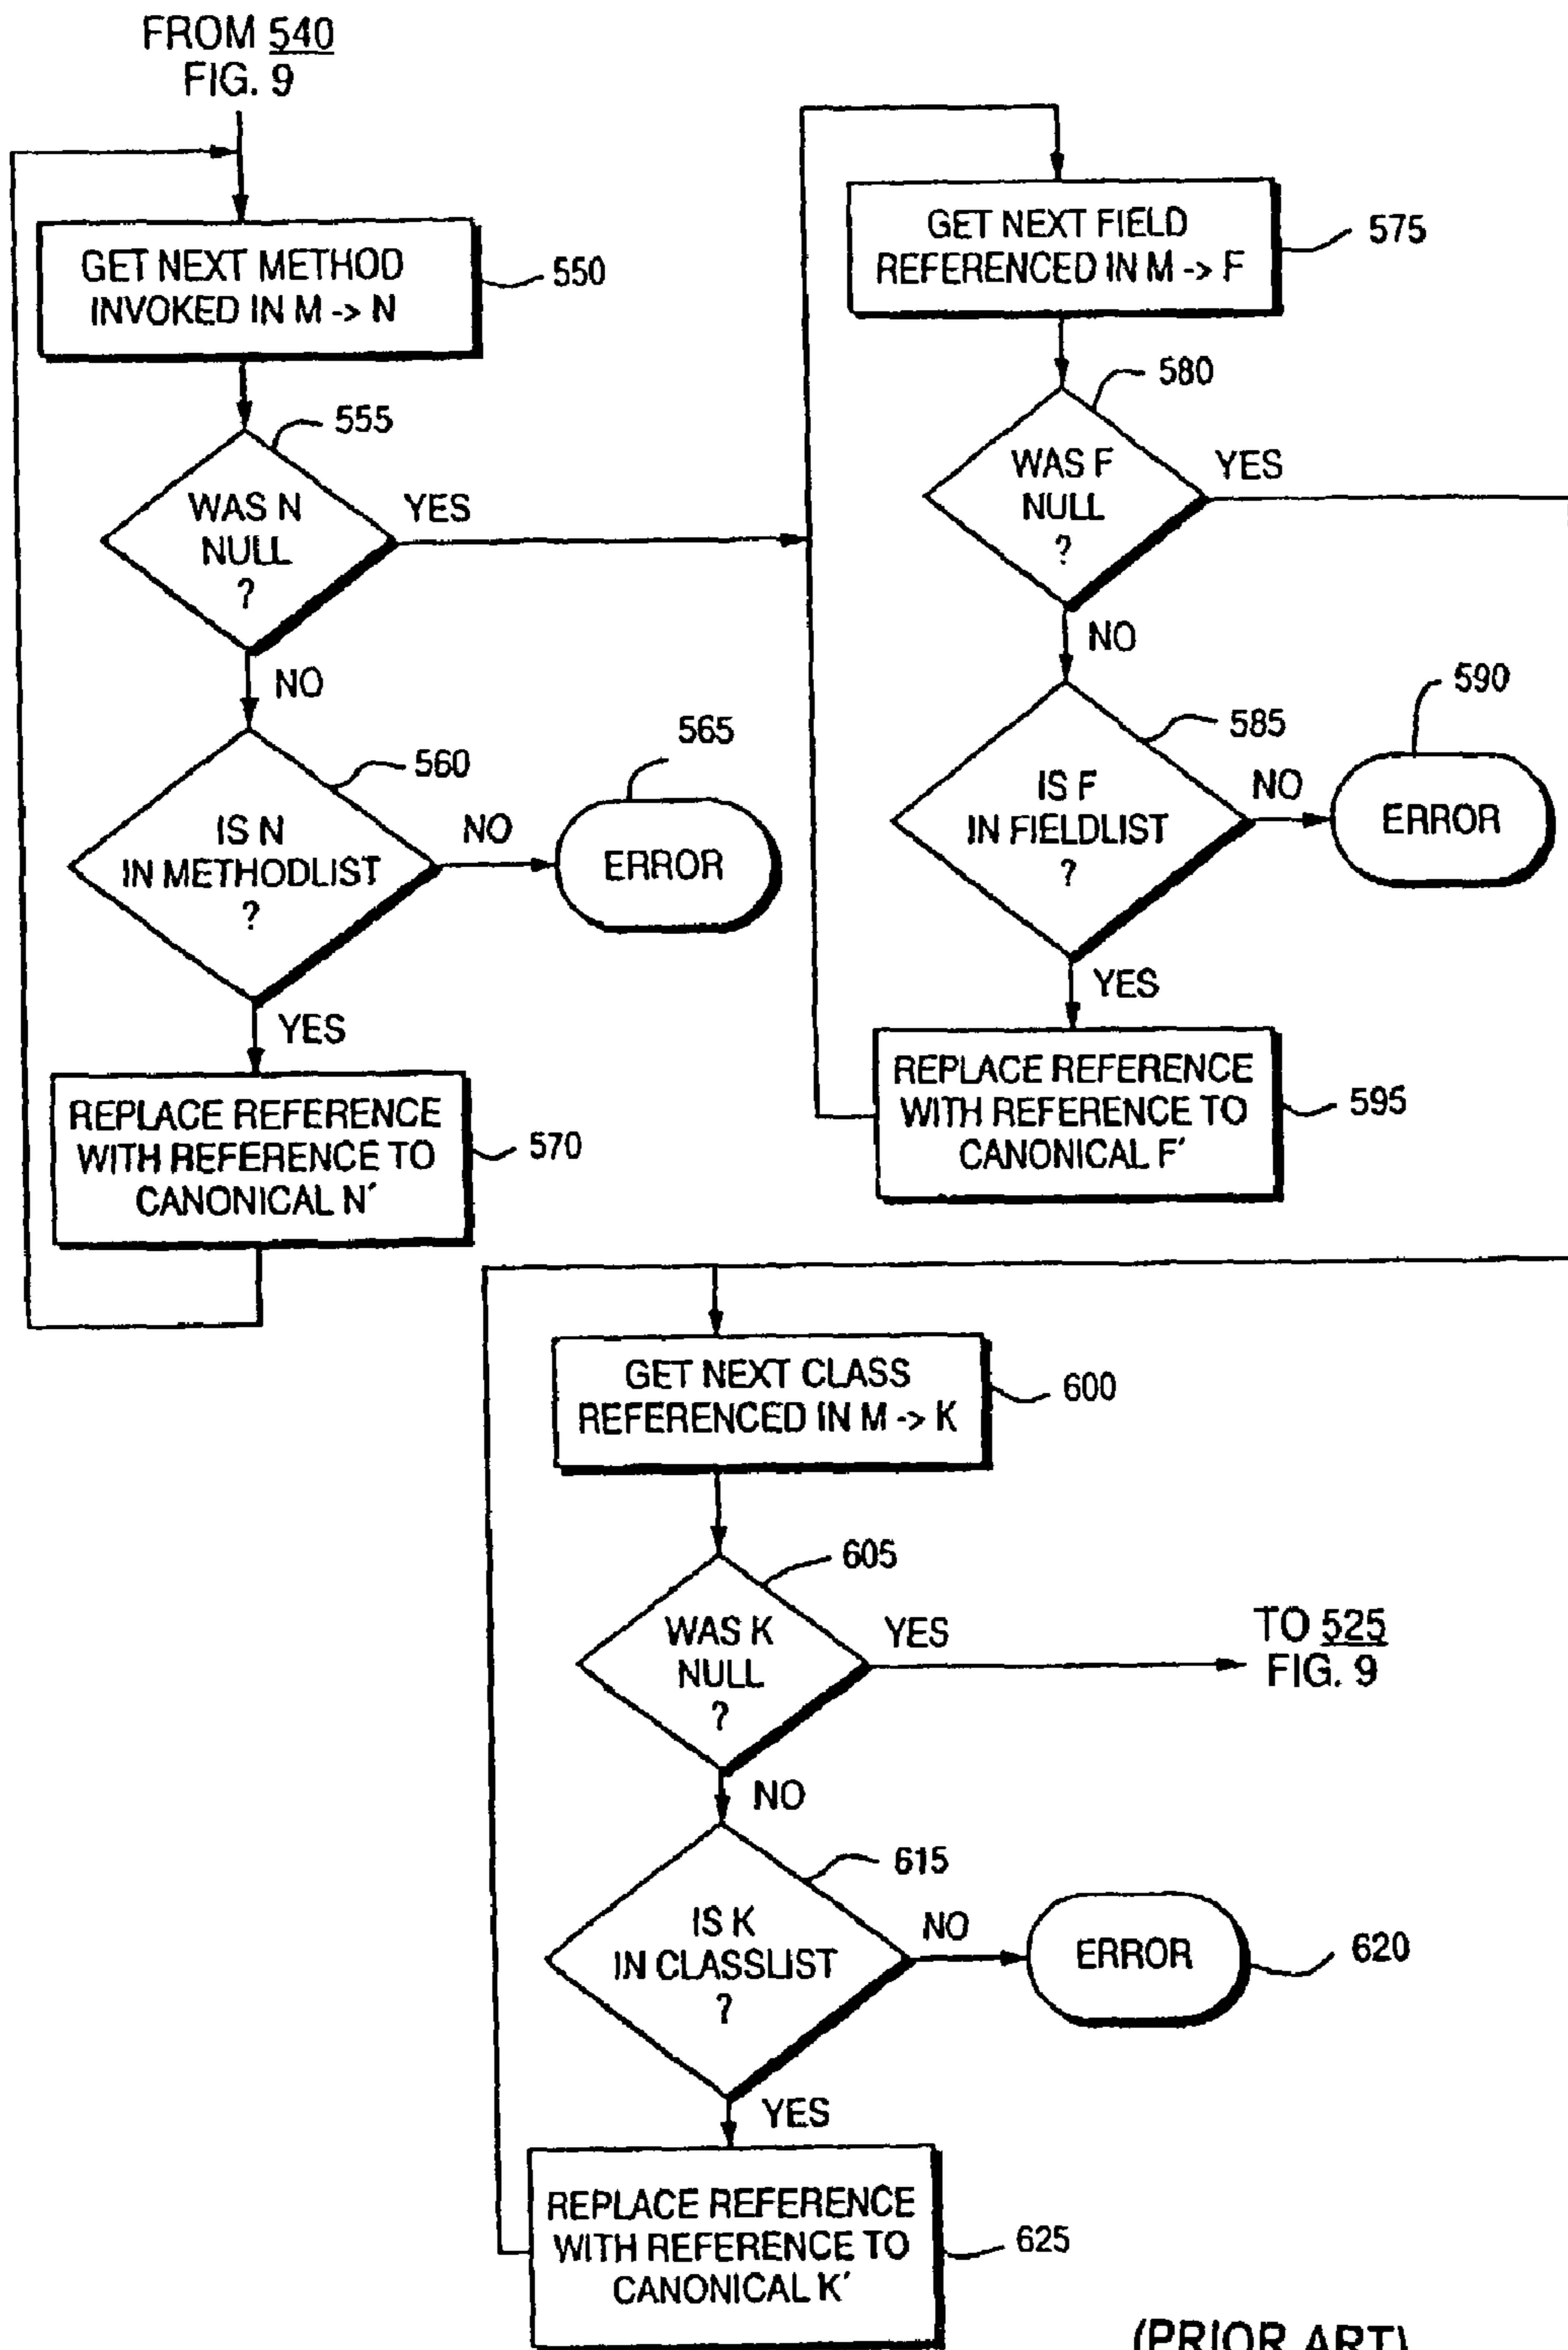 FROM 540
FIG. 9
GET NEXT METHOD
INVOKED IN M -> N
550
555
WAS N
NULL
?
YES
NO
560
IS N
IN METHODLIST
?
NO
565
ERROR
YES
REPLACE REFERENCE
WITH REFERENCE TO
CANONICAL N'
570
GET NEXT FIELD
REFERENCED IN M -> F
575
580
WAS F
NULL
?
YES
NO
585
IS F
IN FIELDLIST
?
NO
590
ERROR
YES
REPLACE REFERENCE
WITH REFERENCE TO
CANONICAL F'
595
GET NEXT CLASS
REFERENCED IN M -> K
600
605
WAS K
NULL
?
YES
TO 525
FIG. 9
NO
615
IS K
IN CLASSLIST
?
NO
ERROR
620
YES
REPLACE REFERENCE
WITH REFERENCE TO
CANONICAL K'
625
(PRIOR ART)